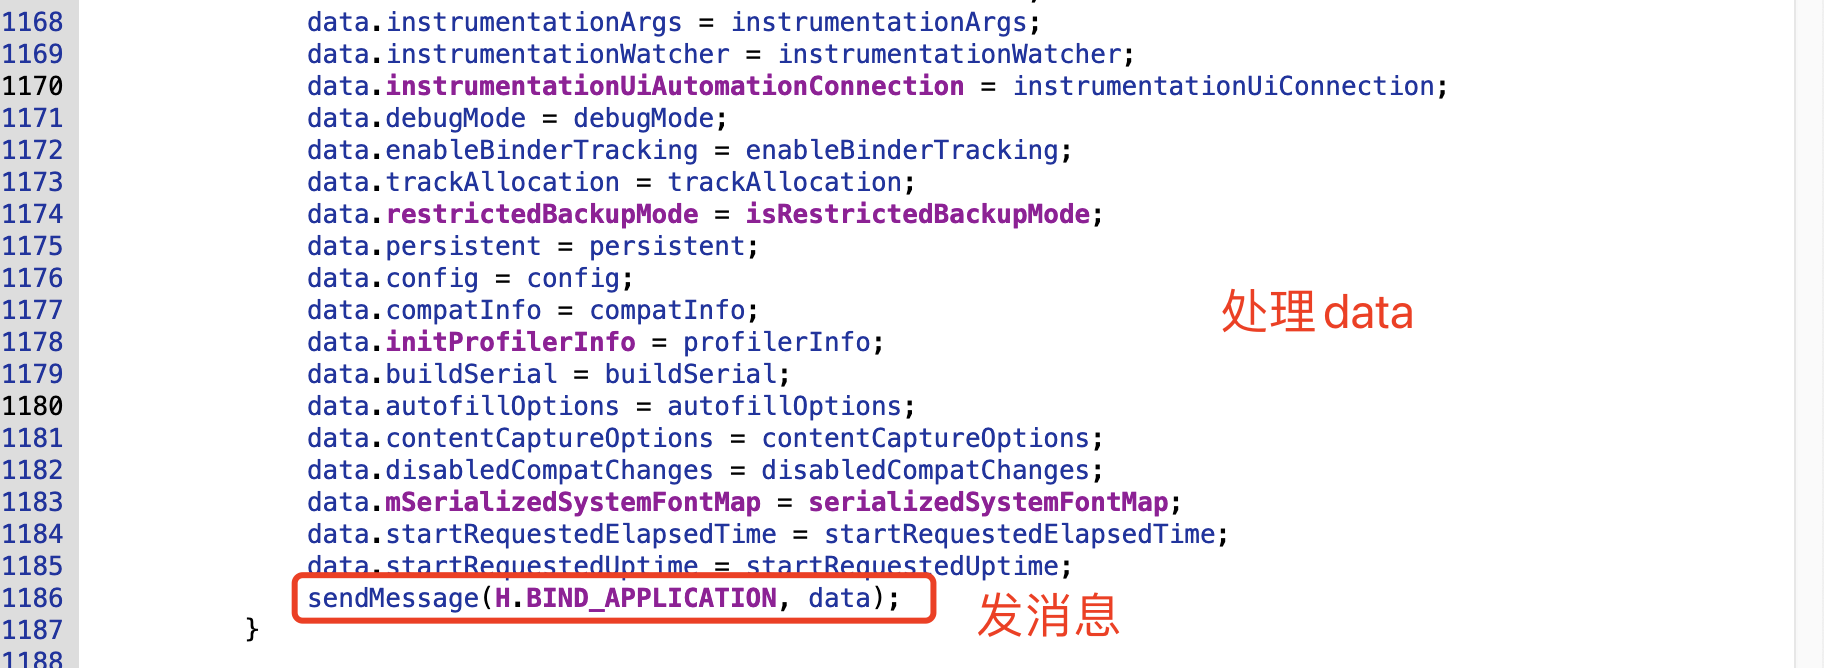 1168 data.instrumentationArgs = instrumentationArgs;
1169 data.instrumentationWatcher = instrumentationWatcher;
1170 data.instrumentationUiAutomationConnection = instrumentationUiConnection;
1171 data.debugMode = debugMode;
1172 data.enableBinderTracking = enableBinderTracking;
1173 data.trackAllocation = trackAllocation;
1174 data.restrictedBackupMode = isRestrictedBackupMode;
1175 data.persistent = persistent;
1176 data.config = config;
1177 data.compatInfo = compatInfo;
处理data
1178 data.initProfilerInfo = profilerInfo;
1179 data.buildSerial = buildSerial;
1180 data.autofillOptions = autofillOptions;
1181 data.contentCaptureOptions = contentCaptureOptions;
1182 data.disabledCompatChanges = disabledCompatChanges;
1183 data.mSerializedSystemFontMap = serializedSystemFontMap;
1184 data.startRequestedElapsedTime = startRequestedElapsedTime;
1185 data.startRequestedUptime = startRequestedUptime;
1186 sendMessage(H.BIND_APPLICATION, data);
发消息
1187 }
1188